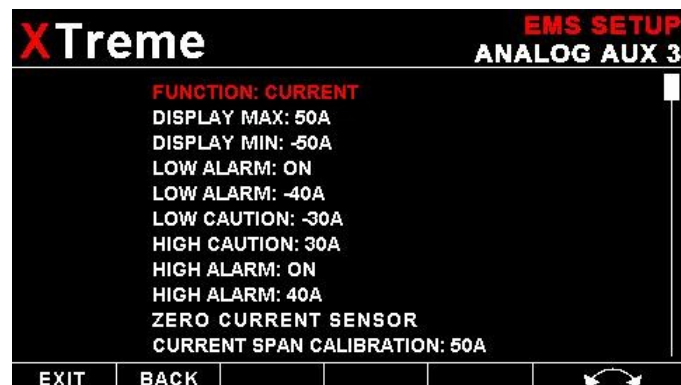 XTreme
EMS SETUP
ANALOG AUX 3
FUNCTION: CURRENT
DISPLAY MAX: 50A
DISPLAY MIN: -50A
LOW ALARM: ON
LOW ALARM: -40A
LOW CAUTION: -30A
HIGH CAUTION: 30A
HIGH ALARM: ON
HIGH ALARM: 40A
ZERO CURRENT SENSOR
CURRENT SPAN CALIBRATION: 50A
EXIT BACK